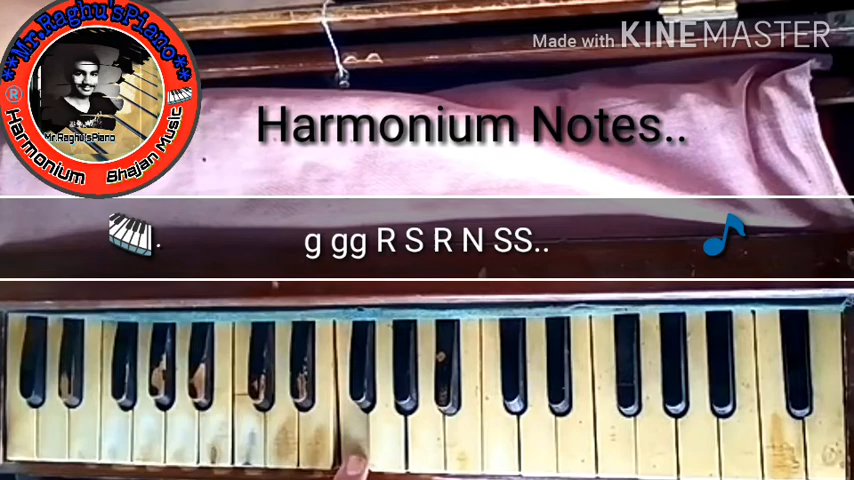 **Mr.Raghu'sPiano**
®
Mr.Raghu'sPiano
Harmonium Bhajan Music
Made with KINEMASTER
Harmonium Notes..
. g gg R S R N SS..